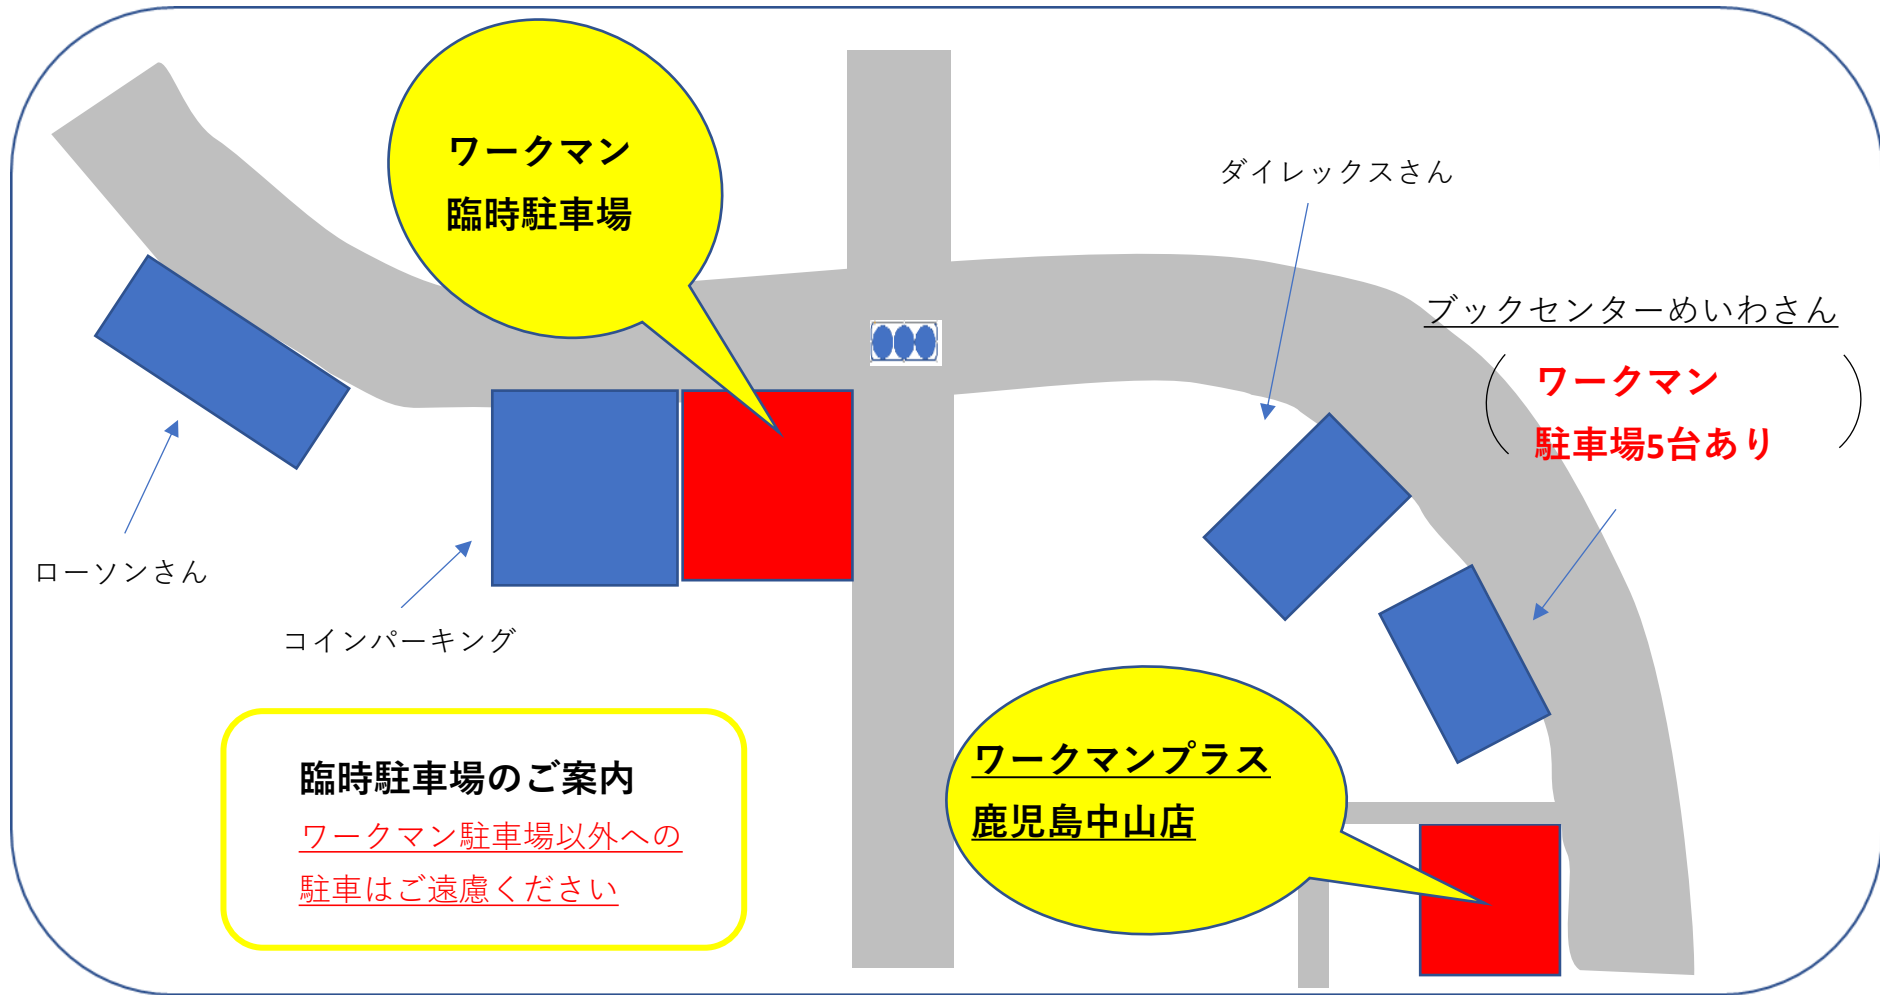 ワークマン
臨時駐車場
ダイレックスさん
ブックセンターめいわさん
ワークマン
駐車場5台あり
ローソンさん
コインパーキング
臨時駐車場のご案内
ワークマン駐車場以外への
駐車はご遠慮ください
ワークマンプラス
鹿児島中山店